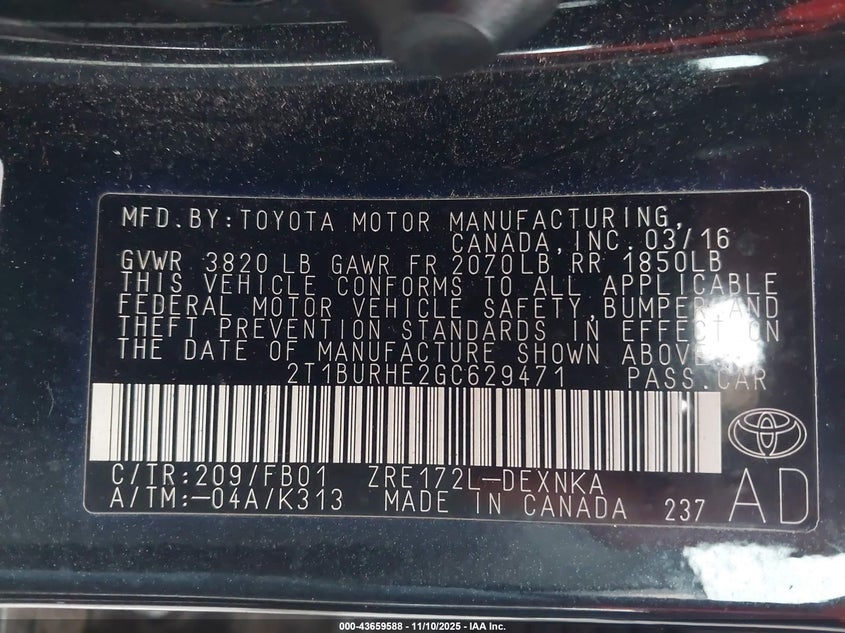 MFD.BY:TOYOTA MOTOR MANUFACTURING,
CANADA,INC. 03/16
GVWR 3820 LB GAWR FR 2070LB RR 1850LB
THIS VEHICLE CONFORMS TO ALL APPLICABLE
FEDERAL MOTOR VEHICLE SAFETY,BUMPER,AND
THEFT PREVENTION STANDARDS IN EFFECT ON
THE DATE OF MANUFACTURE SHOWN ABOVE.
2T1BURHE2GC629471 PASS.CAR
C/TR:209/FB01 ZRE172L-DEXNKA
A/TM:-04A/K313 MADE IN CANADA 237 AD
000-43659588 - 11/10/2025 - IAA Inc.